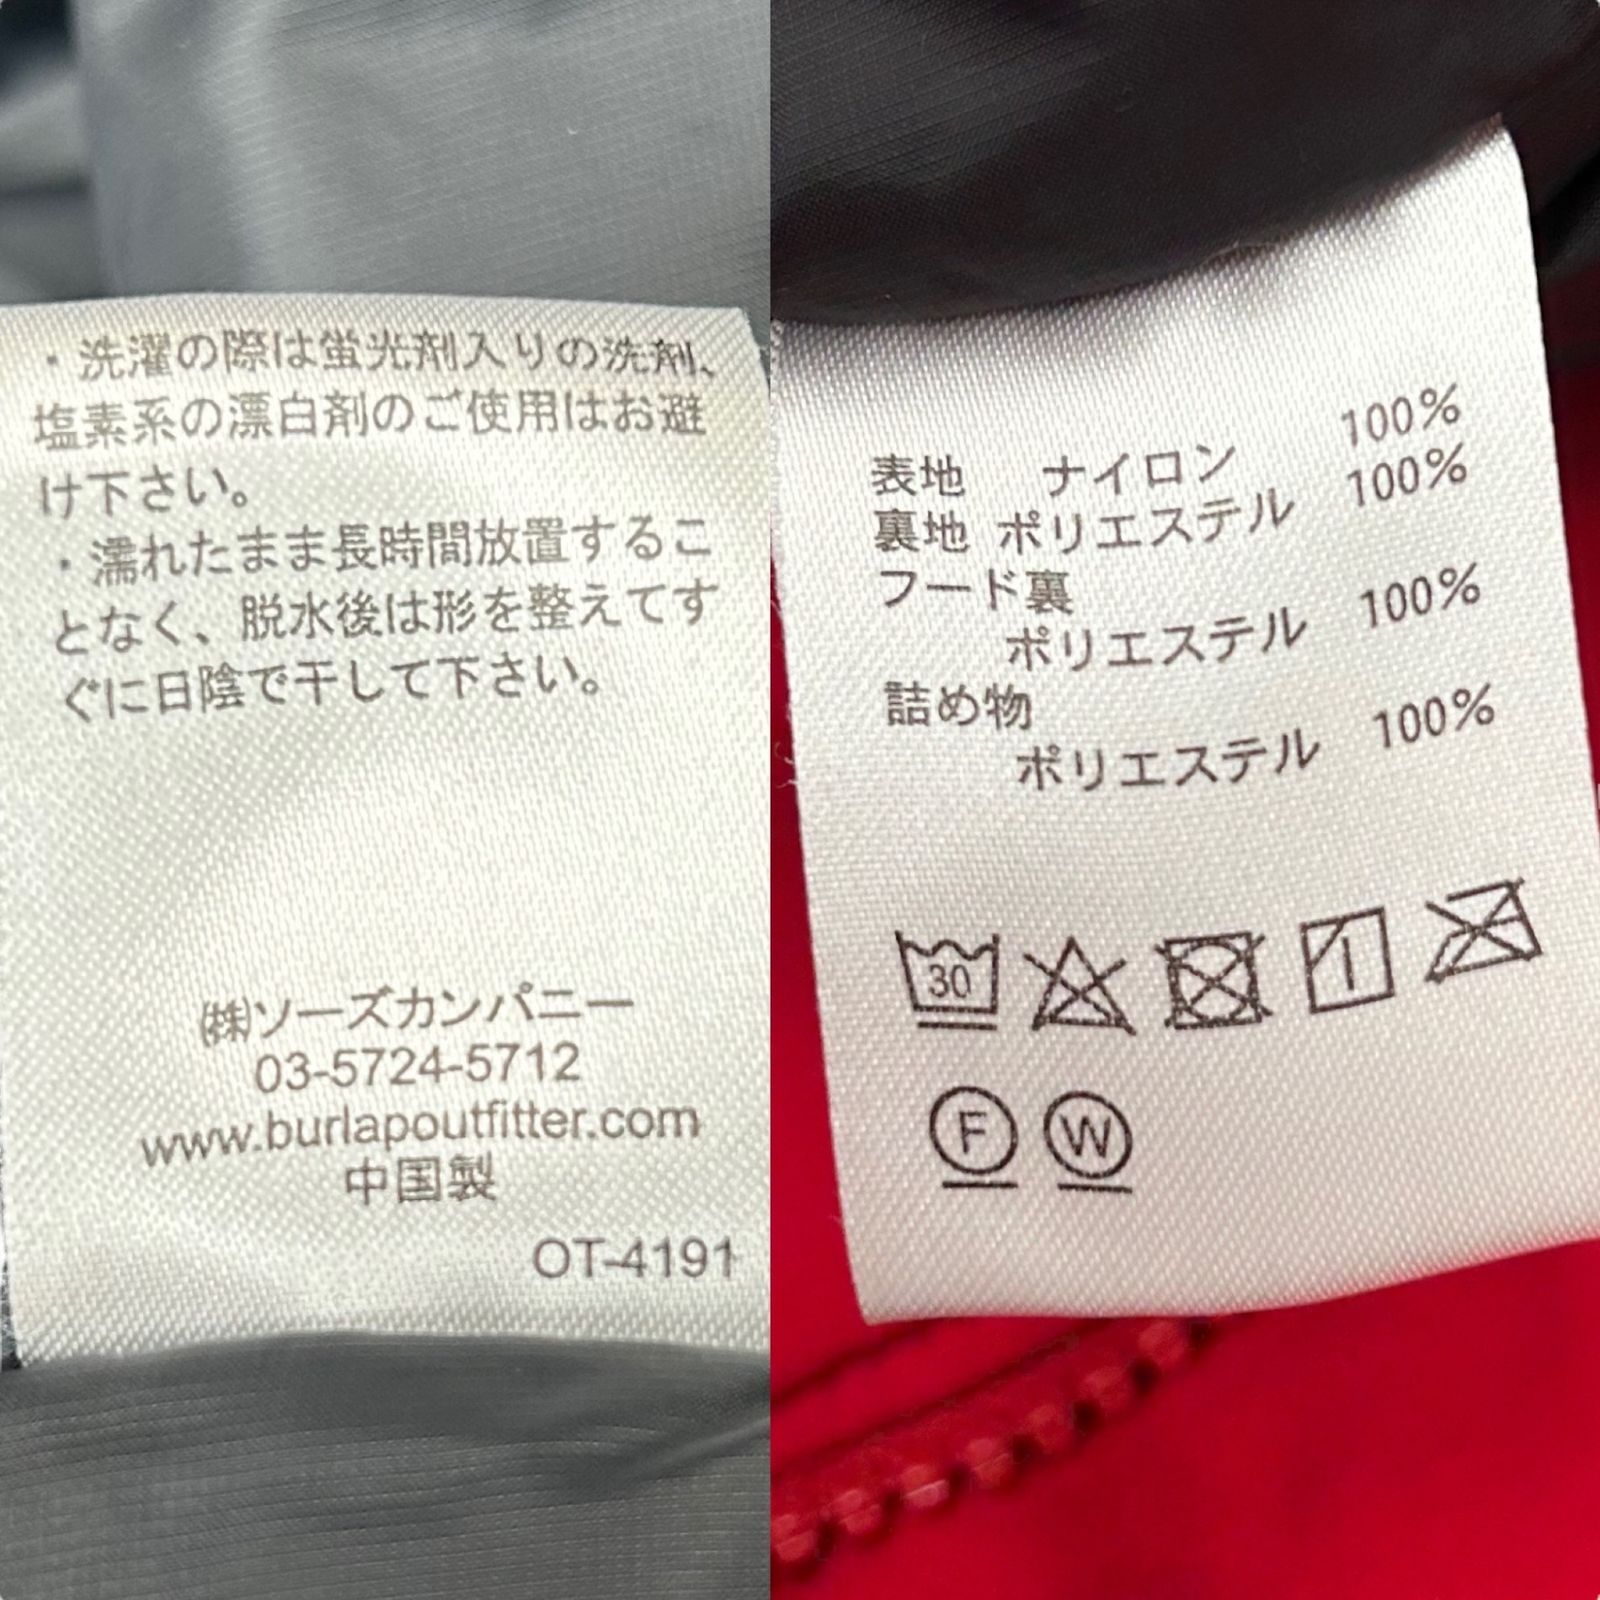 ・洗濯の際は蛍光剤入りの洗剤、
塩素系の漂白剤のご使用はお避
け下さい。
・濡れたまま長時間放置するこ
となく、脱水後は形を整えてす
ぐに日陰で干して下さい。
㈱ソーズカンパニー
03-5724-5712
www.burlapoutfitter.com
中国製
OT-4191
表地 ナイロン 100%
裏地 ポリエステル 100%
フード裏
ポリエステル 100%
詰め物
ポリエステル 100%
30
F W